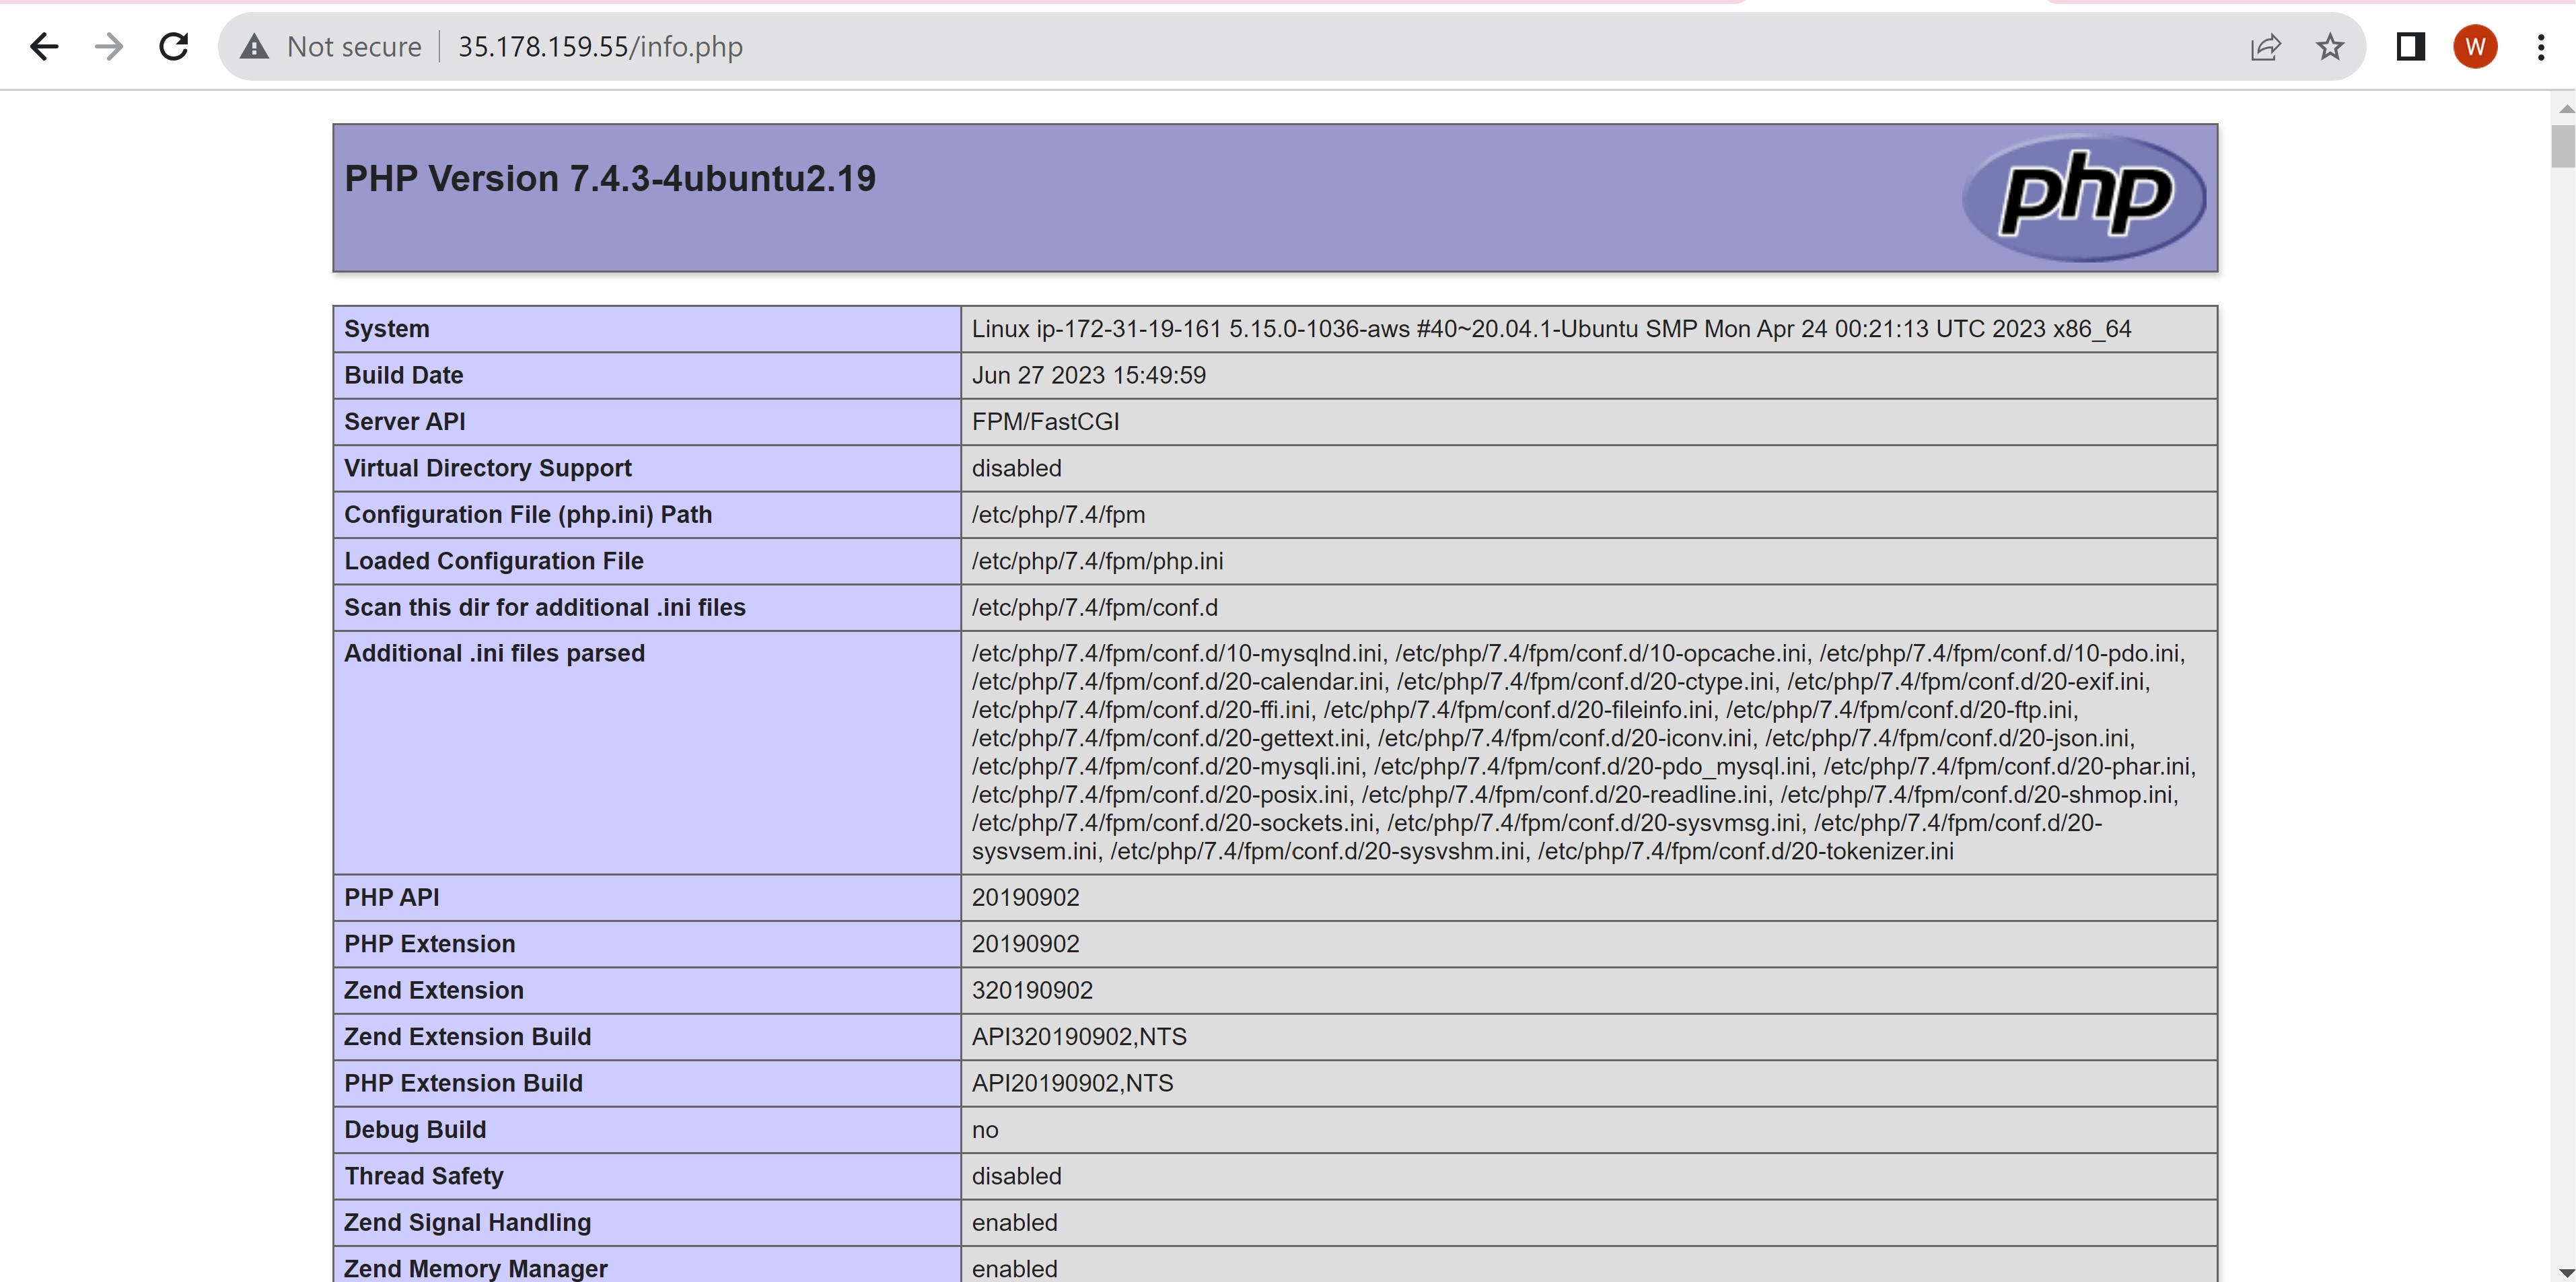 Not secure 35.178.159.55/info.php W
PHP Version 7.4.3-4ubuntu2.19 php
System Linux ip-172-31-19-161 5.15.0-1036-aws #40~20.04.1-Ubuntu SMP Mon Apr 24 00:21:13 UTC 2023 x86_64
Build Date Jun 27 2023 15:49:59
Server API FPM/FastCGI
Virtual Directory Support disabled
Configuration File (php.ini) Path /etc/php/7.4/fpm
Loaded Configuration File /etc/php/7.4/fpm/php.ini
Scan this dir for additional .ini files /etc/php/7.4/fpm/conf.d
Additional .ini files parsed /etc/php/7.4/fpm/conf.d/10-mysqlnd.ini, /etc/php/7.4/fpm/conf.d/10-opcache.ini, /etc/php/7.4/fpm/conf.d/10-pdo.ini,
/etc/php/7.4/fpm/conf.d/20-calendar.ini, /etc/php/7.4/fpm/conf.d/20-ctype.ini, /etc/php/7.4/fpm/conf.d/20-exif.ini,
/etc/php/7.4/fpm/conf.d/20-ffi.ini, /etc/php/7.4/fpm/conf.d/20-fileinfo.ini, /etc/php/7.4/fpm/conf.d/20-ftp.ini,
/etc/php/7.4/fpm/conf.d/20-gettext.ini, /etc/php/7.4/fpm/conf.d/20-iconv.ini, /etc/php/7.4/fpm/conf.d/20-json.ini,
/etc/php/7.4/fpm/conf.d/20-mysqli.ini, /etc/php/7.4/fpm/conf.d/20-pdo_mysql.ini, /etc/php/7.4/fpm/conf.d/20-phar.ini,
/etc/php/7.4/fpm/conf.d/20-posix.ini, /etc/php/7.4/fpm/conf.d/20-readline.ini, /etc/php/7.4/fpm/conf.d/20-shmop.ini,
/etc/php/7.4/fpm/conf.d/20-sockets.ini, /etc/php/7.4/fpm/conf.d/20-sysvmsg.ini, /etc/php/7.4/fpm/conf.d/20-
sysvsem.ini, /etc/php/7.4/fpm/conf.d/20-sysvshm.ini, /etc/php/7.4/fpm/conf.d/20-tokenizer.ini
PHP API 20190902
PHP Extension 20190902
Zend Extension 320190902
Zend Extension Build API320190902,NTS
PHP Extension Build API20190902,NTS
Debug Build no
Thread Safety disabled
Zend Signal Handling enabled
Zend Memory Manager enabled